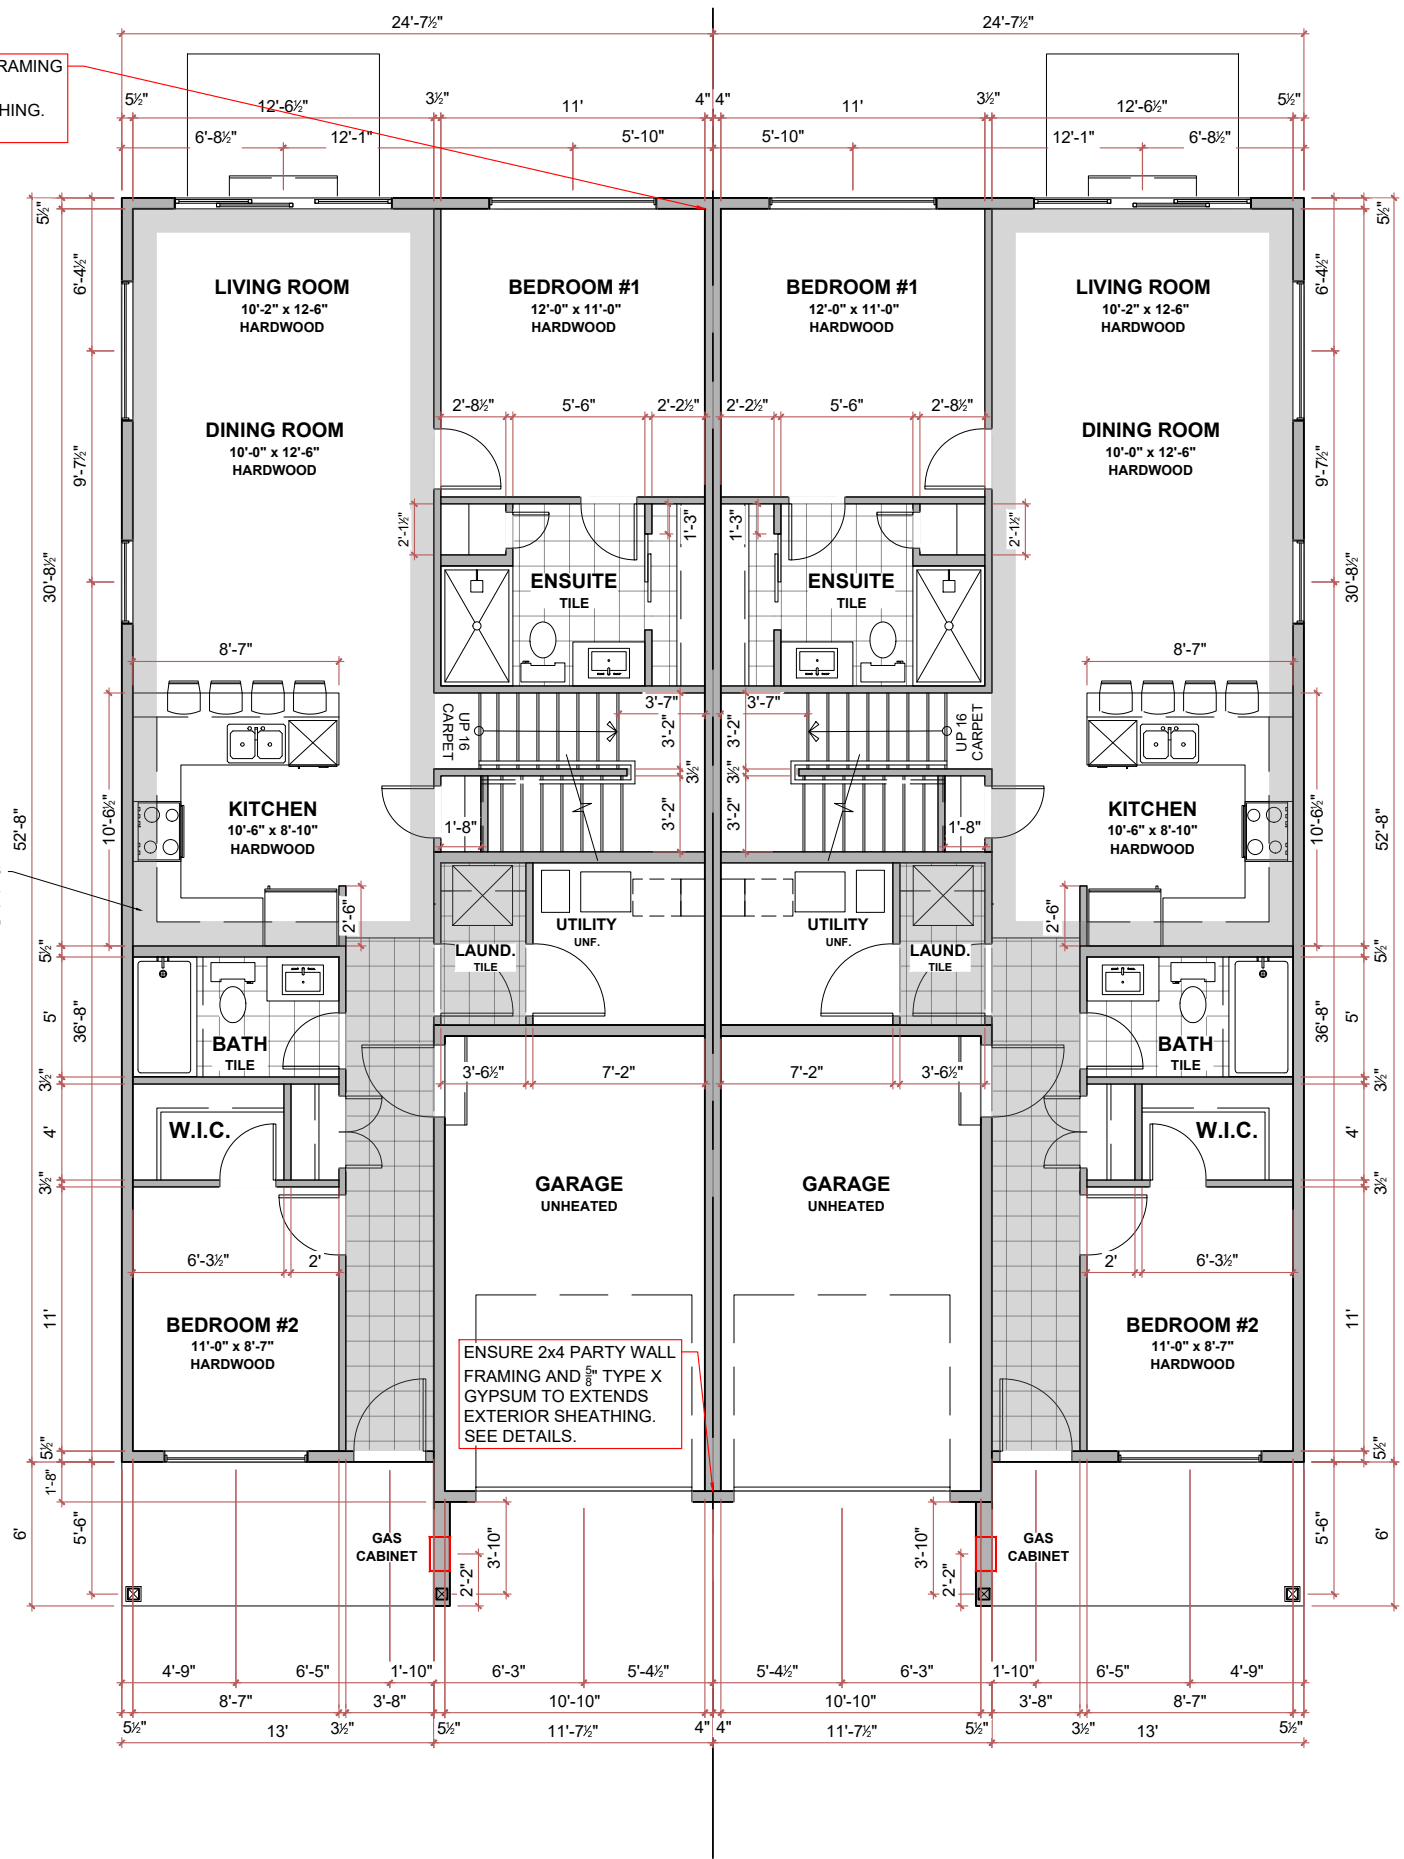 24'-7½" 24'-7½"
RAMING
HING.
5½" 12'-6½" 3½" 11' 4" 4" 11' 3½" 12'-6½" 5½"
6'-8½" 12'-1" 5'-10" 5'-10" 12'-1" 6'-8½"
5½" 5½"
6'-4½" 6'-4½"
LIVING ROOM BEDROOM #1 BEDROOM #1 LIVING ROOM
10'-2" x 12'-6" 12'-0" x 11'-0" 12'-0" x 11'-0" 10'-2" x 12'-6"
HARDWOOD HARDWOOD HARDWOOD HARDWOOD
2'-8½" 5'-6" 2'-2½" 2'-2½" 5'-6" 2'-8½"
DINING ROOM DINING ROOM
10'-0" x 12'-6" 10'-0" x 12'-6"
HARDWOOD HARDWOOD
9'-7½" 9'-7½"
2'-1½" 1'-3" 1'-3" 2'-1½"
30'-8½" 30'-8½"
ENSUITE ENSUITE
TILE TILE
8'-7" 8'-7"
3'-7" 3'-7"
UP 16 UP 16
CARPET CARPET
3'-2" 3'-2"
3½" 3½"
3'-2" 3'-2"
52'-8" 10'-6½" 10'-6½" 52'-8"
KITCHEN KITCHEN
10'-6" x 8'-10" 10'-6" x 8'-10"
HARDWOOD HARDWOOD
1'-8" 1'-8"
2'-6" 2'-6"
UTILITY UTILITY
UNF. UNF.
LAUND. LAUND.
TILE TILE
5½" 5½"
5' 36'-8" 36'-8" 5'
BATH BATH
TILE TILE
3'-6½" 7'-2" 7'-2" 3'-6½"
3½" 3½"
4' W.I.C. W.I.C. 4'
3½" 3½"
GARAGE GARAGE
UNHEATED UNHEATED
6'-3½" 2' 2' 6'-3½"
11' 11'
BEDROOM #2 BEDROOM #2
11'-0" x 8'-7" 11'-0" x 8'-7"
HARDWOOD HARDWOOD
ENSURE 2x4 PARTY WALL
FRAMING AND ⅝" TYPE X
GYPSUM TO EXTENDS
EXTERIOR SHEATHING.
SEE DETAILS.
5½" 5½"
1'-8"
6' 5'-6" 5'-6" 6'
GAS GAS
CABINET CABINET
3'-10" 3'-10"
2'-2" 2'-2"
4'-9" 6'-5" 1'-10" 6'-3" 5'-4½" 5'-4½" 6'-3" 1'-10" 6'-5" 4'-9"
8'-7" 3'-8" 10'-10" 10'-10" 3'-8" 8'-7"
5½" 13' 3½" 5½" 11'-7½" 4" 4" 11'-7½" 5½" 3½" 13' 5½"